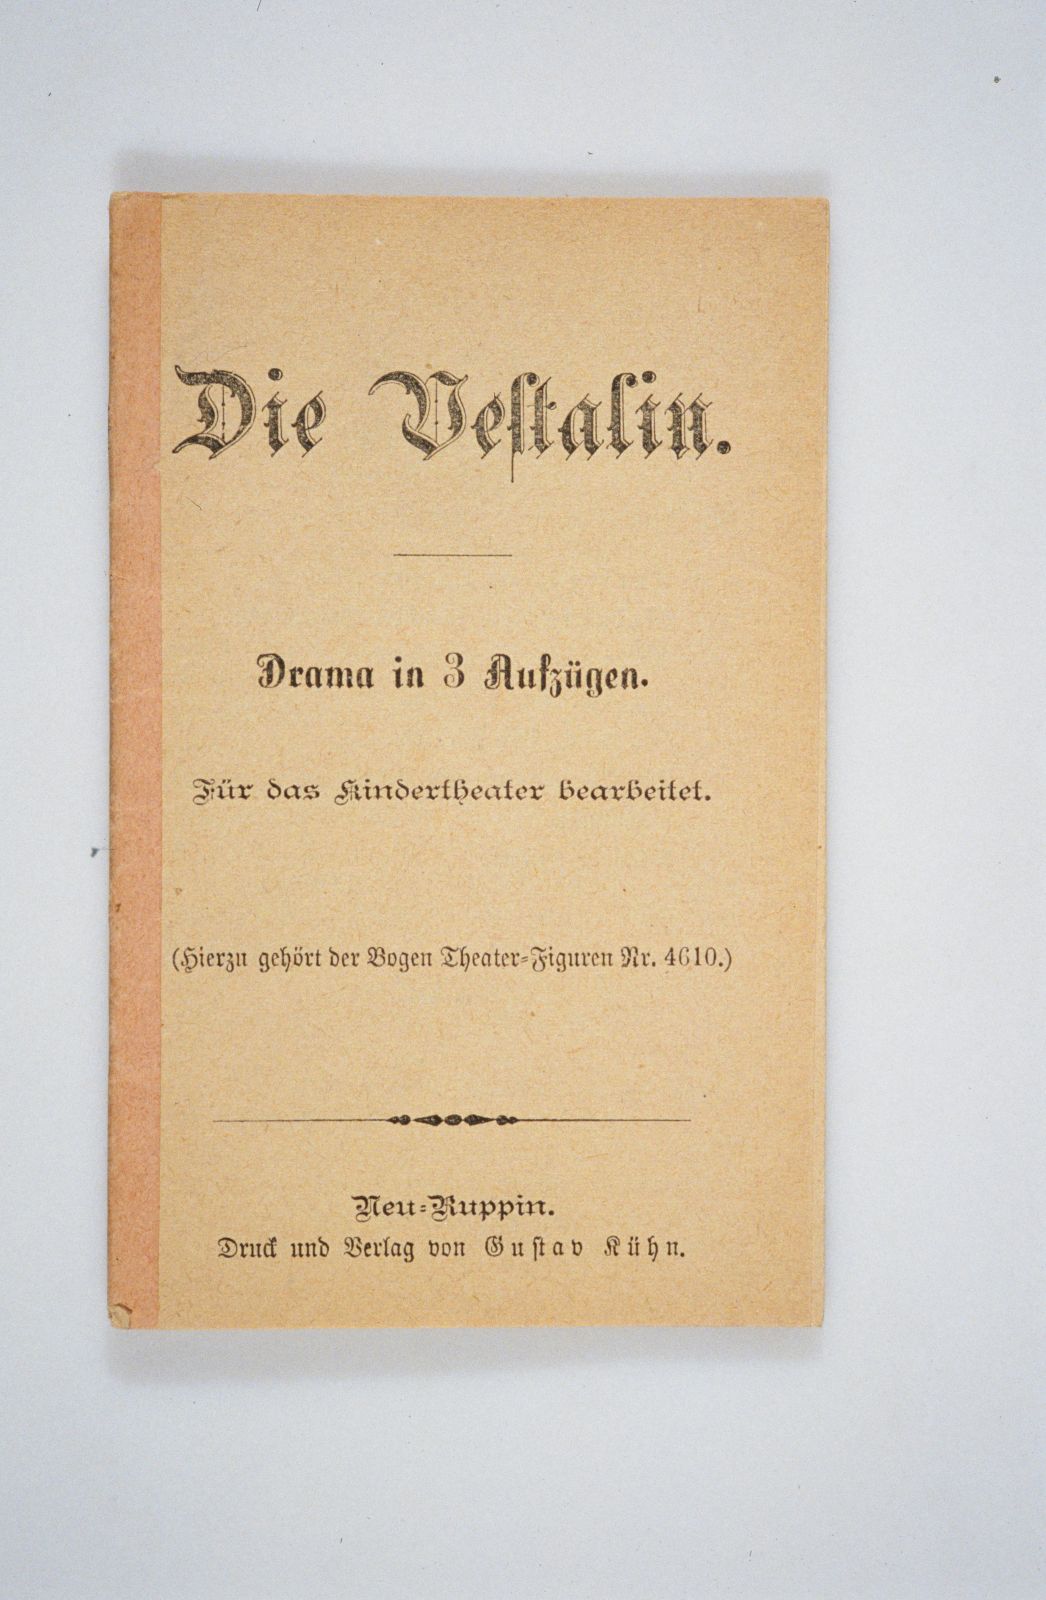 Die Vestalin.
Drama in 3 Aufzügen.
Für das Kindertheater bearbeitet.
(Hierzu gehört der Bogen Theater-Figuren Nr. 4610.)
Neu-Ruppin.
Druck und Verlag von Gustav Kühn.